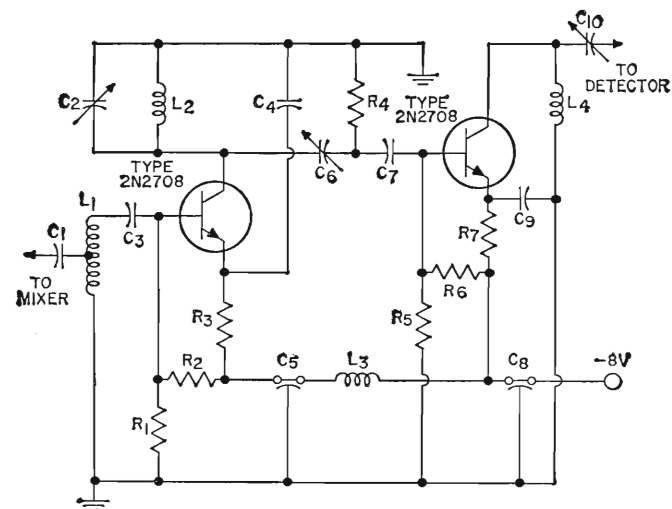 C10
TO
DETECTOR
C2
L2
C4
R4
TYPE
2N2708
L4
TYPE
2N2708
C6
C7
L1
C1
C3
C9
R7
TO
MIXER
R6
R3
R5
R2
C5
L3
C8
-8V
R1